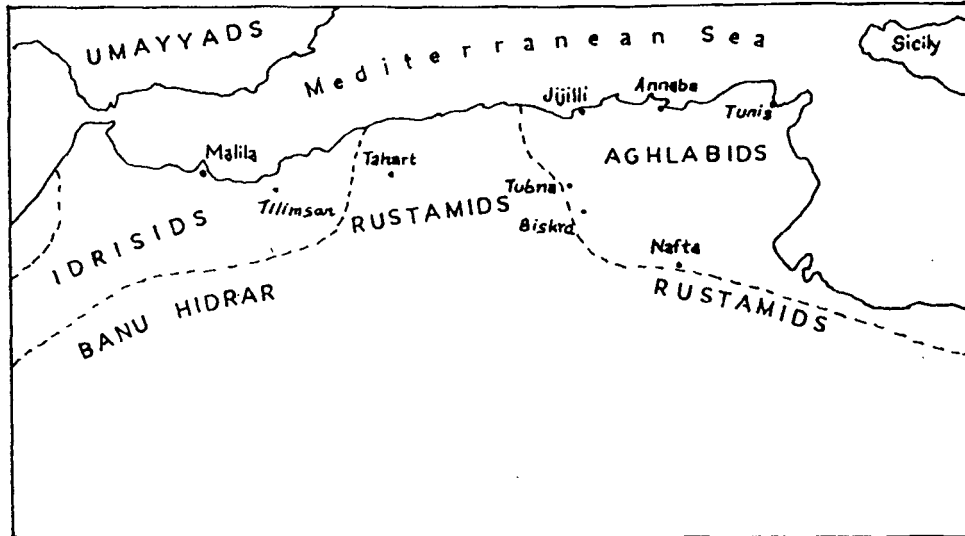 UMAYYADS
Mediterranean Sea
Sicily
Jijilli
Annaba
Tunis
Malila
Tahart
AGHLABIDS
Tilimsan
Tubna
IDRISIDS
RUSTAMIDS
Biskra
Nafta
BANU HIDRAR
RUSTAMIDS